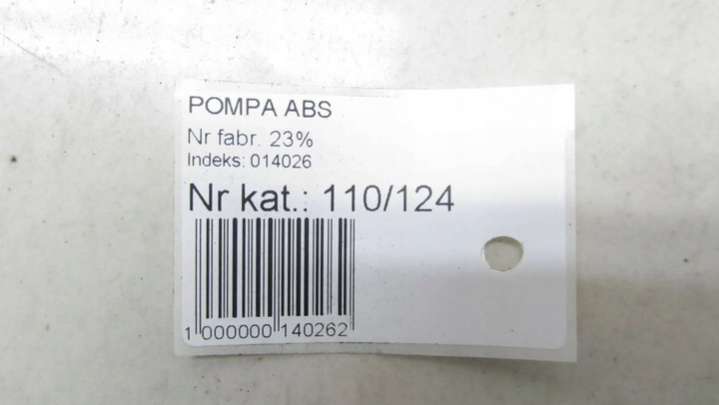 POMPA ABS
Nr fabr. 23%
Indeks: 014026
Nr kat.: 110/124
1 000000 140262